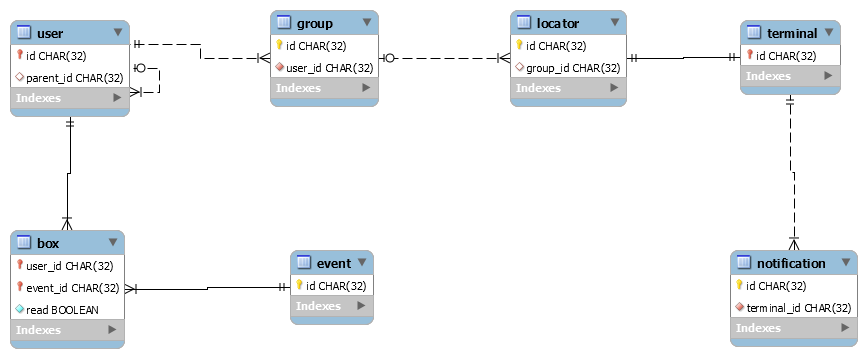 user
id CHAR(32)
parent_id CHAR(32)
Indexes
group
id CHAR(32)
user_id CHAR(32)
Indexes
locator
id CHAR(32)
group_id CHAR(32)
Indexes
terminal
id CHAR(32)
Indexes
box
user_id CHAR(32)
event_id CHAR(32)
read BOOLEAN
Indexes
event
id CHAR(32)
Indexes
notification
id CHAR(32)
terminal_id CHAR(32)
Indexes